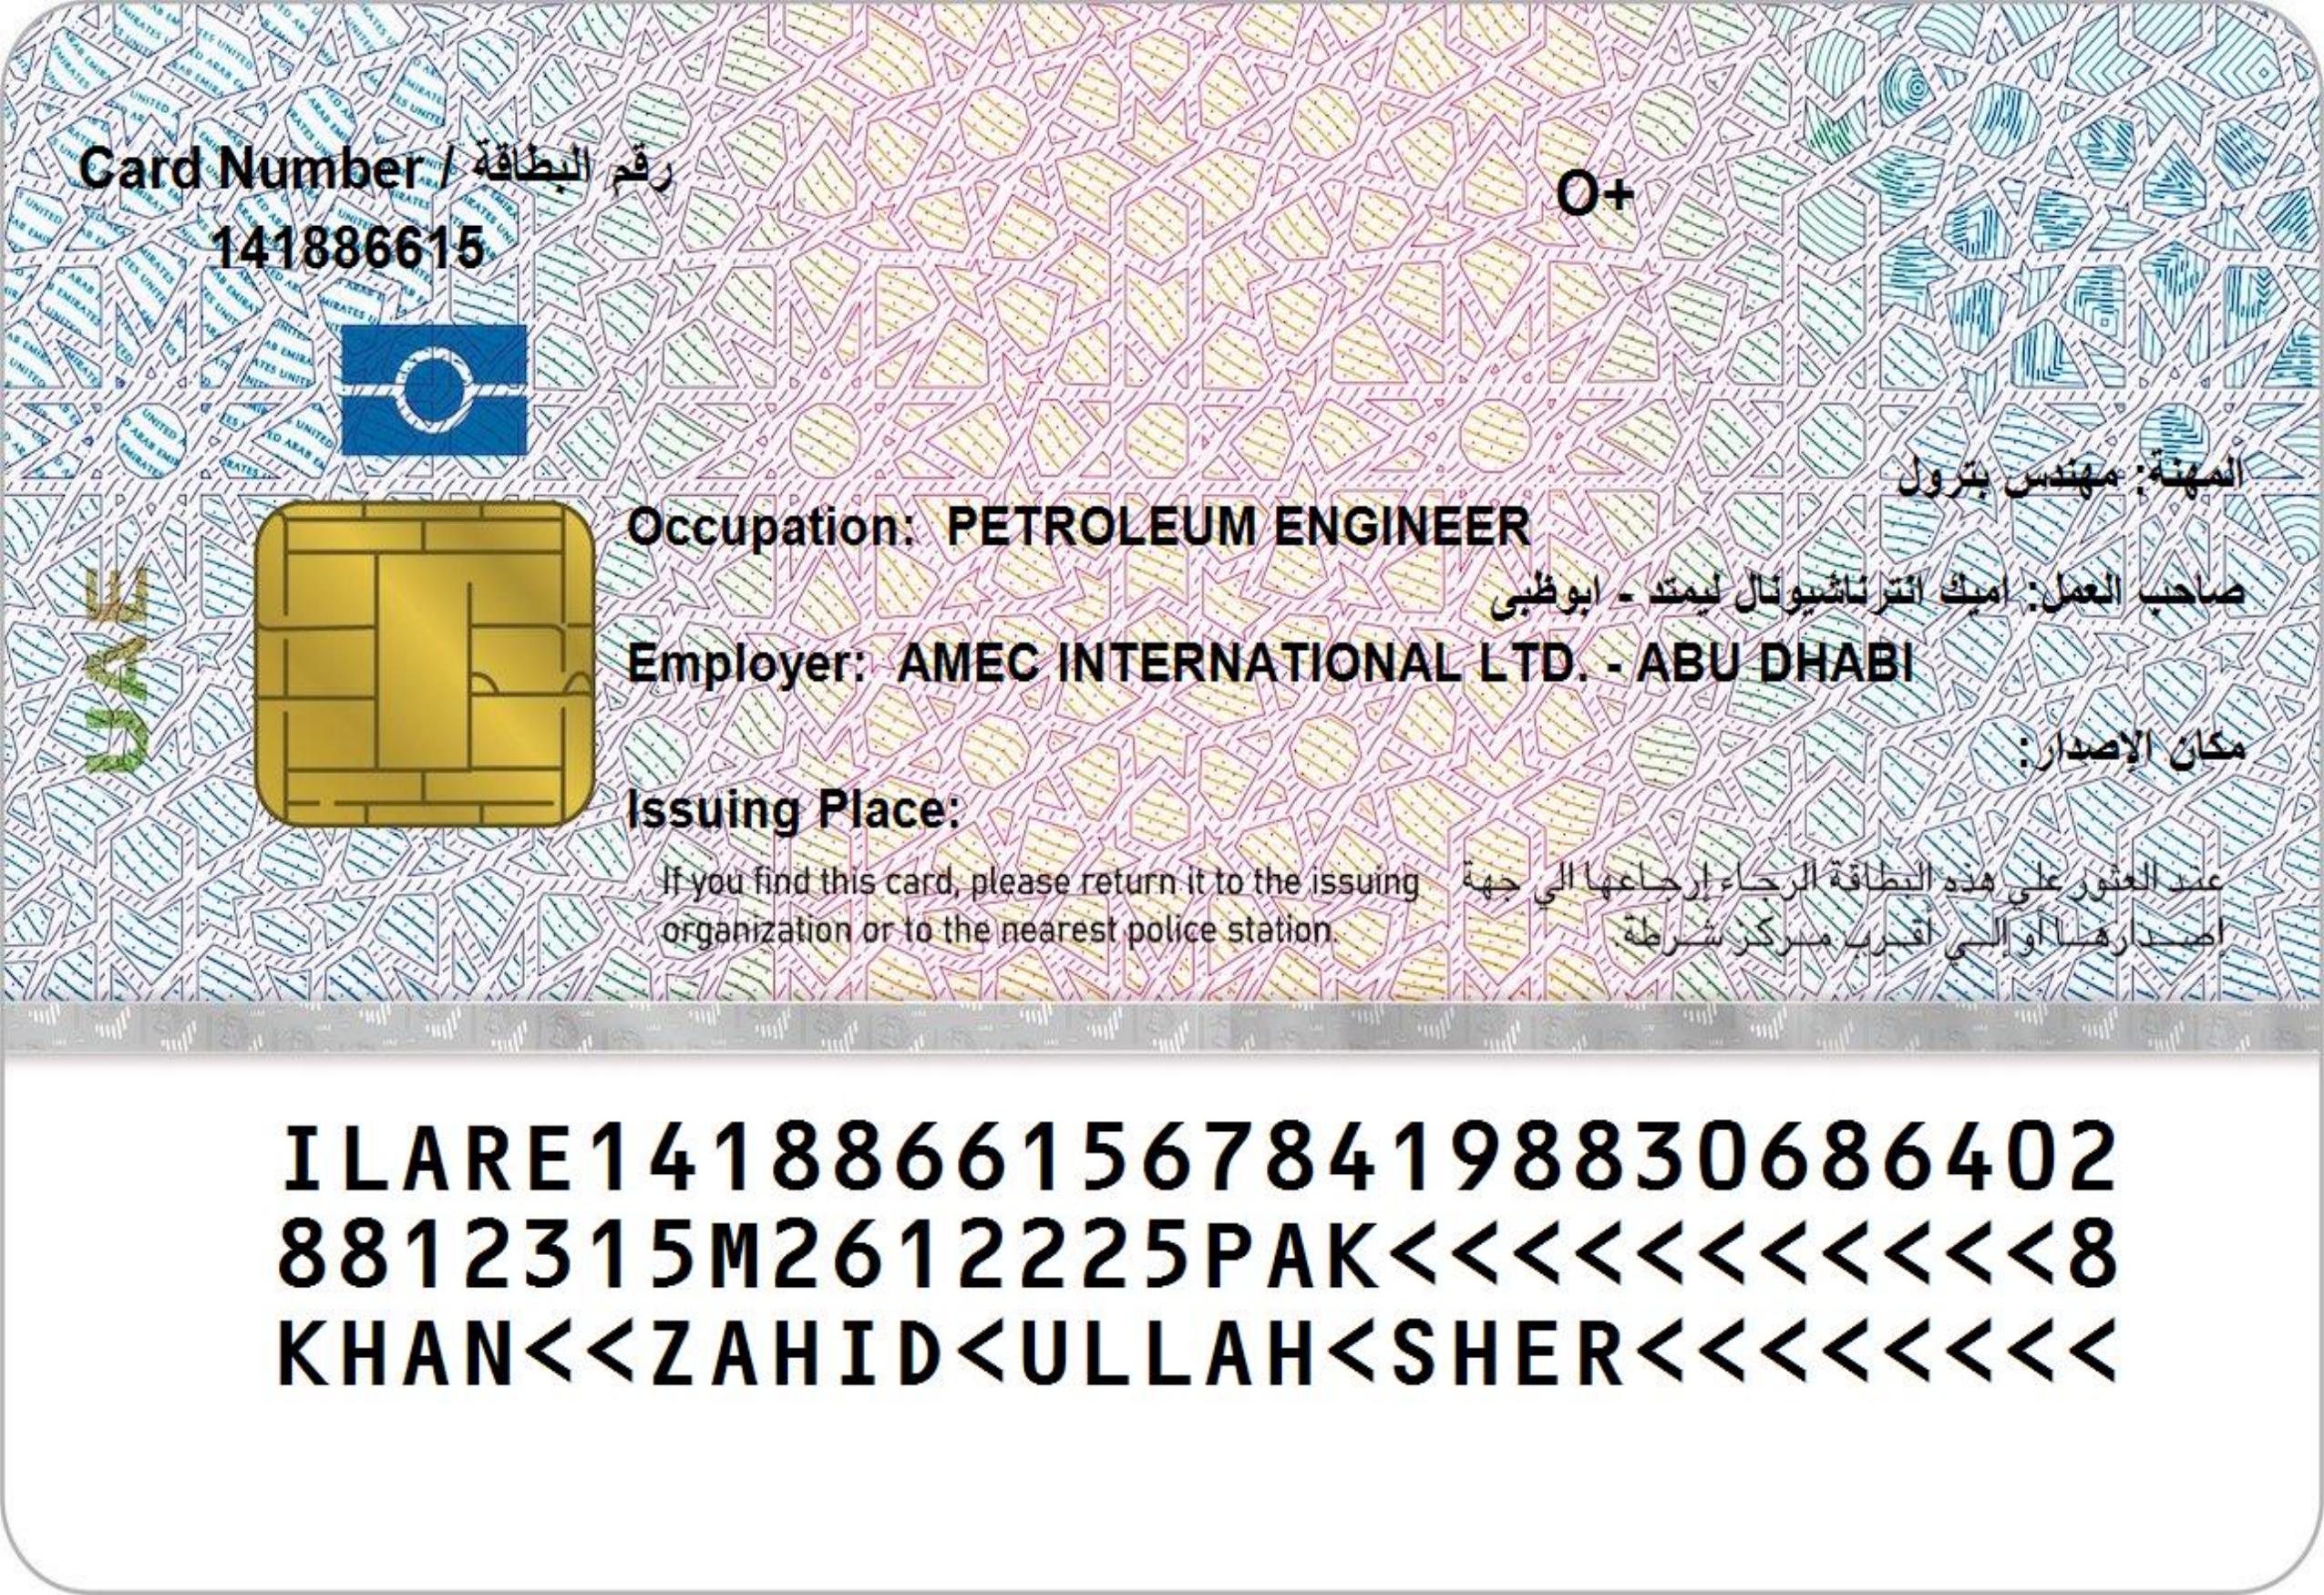 Card Number / رقم البطاقة
141886615
O+
المهنة: مهندس بترول
Occupation: PETROLEUM ENGINEER
صاحب العمل: اميك انترناشيونال ليمتد - ابوظبى
Employer: AMEC INTERNATIONAL LTD. - ABU DHABI
مكان الإصدار:
Issuing Place:
UAE
If you find this card, please return it to the issuing
organization or to the nearest police station.
عند العثور علي هذه البطاقة الرجاء إرجاعها الي جهة
اصدارها أو إلي أقرب مركز شرطة.
ILARE1418866156784198830686402
8812315M2612225PAK<<<<<<<<<<<8
KHAN<<ZAHID<ULLAH<SHER<<<<<<<<